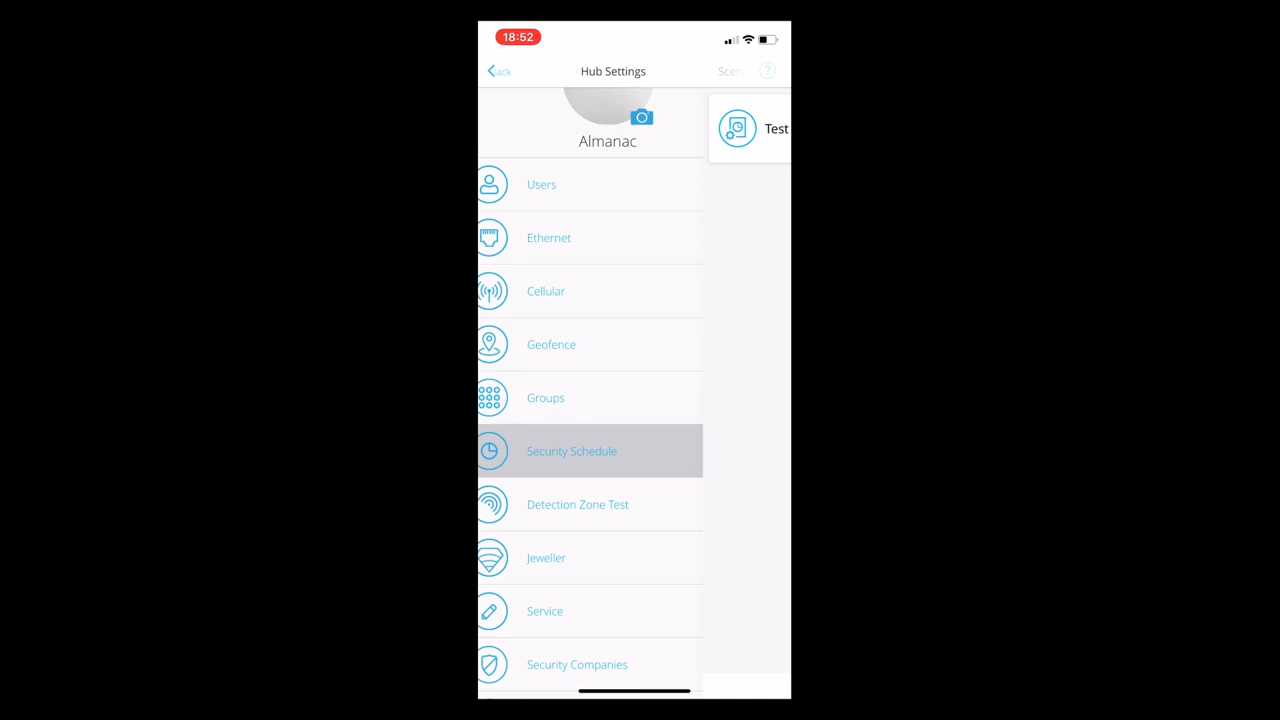 18:52
Back Hub Settings ?
Test
Almanac
Users
Ethernet
Cellular
Geofence
Groups
Security Schedule
Detection Zone Test
Jeweller
Service
Security Companies